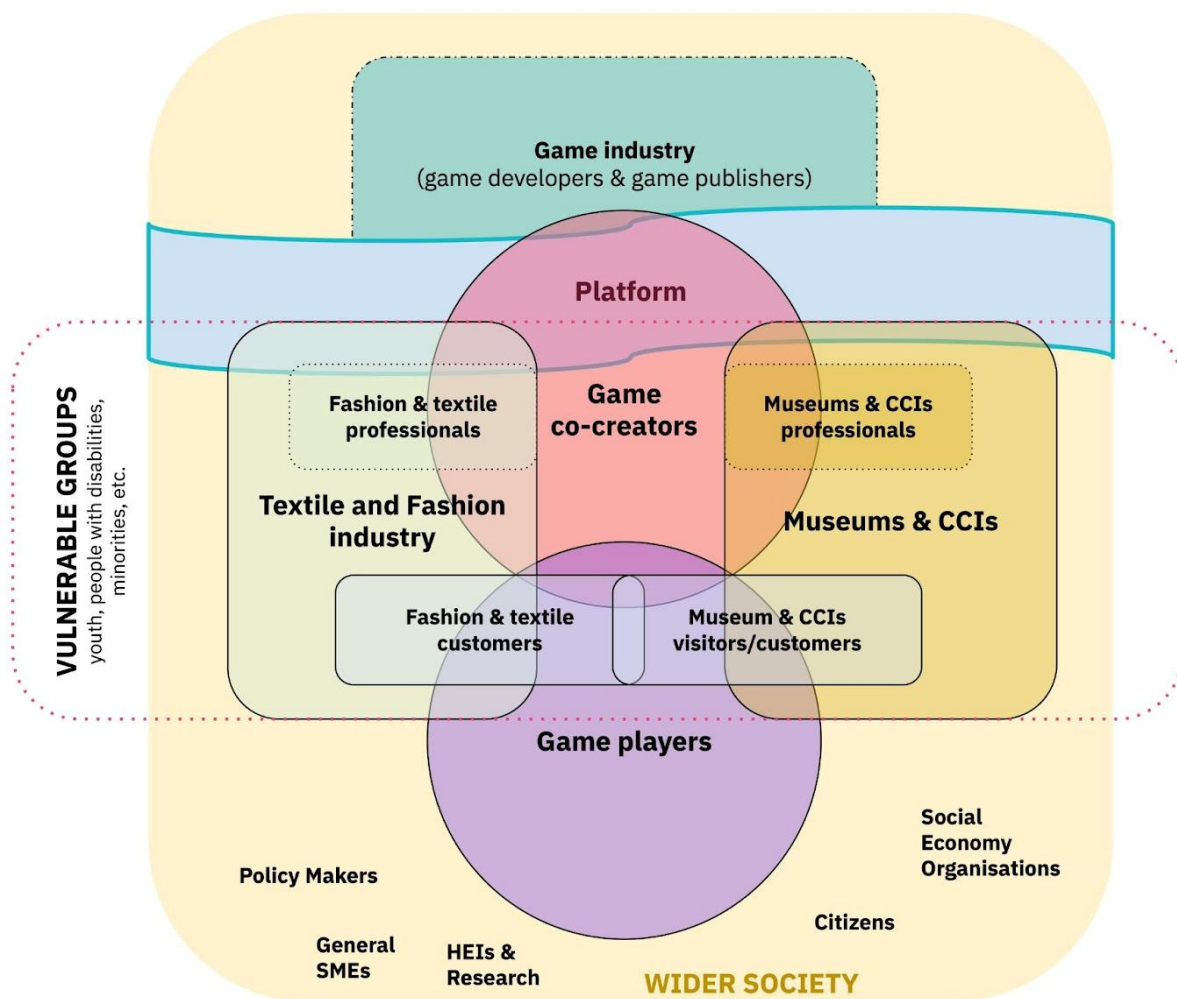 Game industry
(game developers & game publishers)
Platform
Game
co-creators
Fashion & textile
professionals
Museums & CCIs
professionals
VULNERABLE GROUPS
youth, people with disabilities,
minorities, etc.
Textile and Fashion
industry
Museums & CCIs
Fashion & textile
customers
Museum & CCIs
visitors/customers
Game players
Social
Economy
Organisations
Policy Makers
Citizens
General
SMEs
HEIs &
Research
WIDER SOCIETY